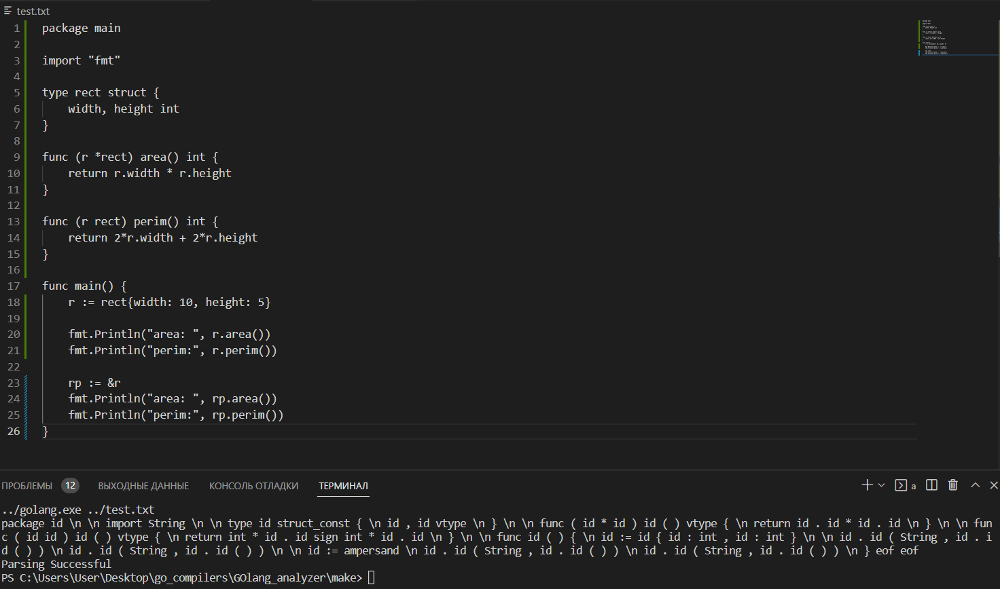 test.txt
1 package main
2
3 import "fmt"
4
5 type rect struct {
6     width, height int
7 }
8
9 func (r *rect) area() int {
10     return r.width * r.height
11 }
12
13 func (r rect) perim() int {
14     return 2*r.width + 2*r.height
15 }
16
17 func main() {
18     r := rect{width: 10, height: 5}
19
20     fmt.Println("area: ", r.area())
21     fmt.Println("perim:", r.perim())
22
23     rp := &r
24     fmt.Println("area: ", rp.area())
25     fmt.Println("perim:", rp.perim())
26 }
ПРОБЛЕМЫ 12 ВЫХОДНЫЕ ДАННЫЕ КОНСОЛЬ ОТЛАДКИ ТЕРМИНАЛ a
../golang.exe ../test.txt
package id \n \n import String \n \n type id struct_const { \n id , id vtype \n } \n \n func ( id * id ) id ( ) vtype { \n return id . id * id . id \n } \n \n fun
c ( id id ) id ( ) vtype { \n return int * id . id sign int * id . id \n } \n \n func id ( ) { \n id := id { id : int , id : int } \n \n id . id ( String , id . i
d ( ) ) \n id . id ( String , id . id ( ) ) \n \n id := ampersand \n id . id ( String , id . id ( ) ) \n id . id ( String , id . id ( ) ) \n } eof eof
Parsing Successful
PS C:\Users\User\Desktop\go_compilers\GOlang_analyzer\make>